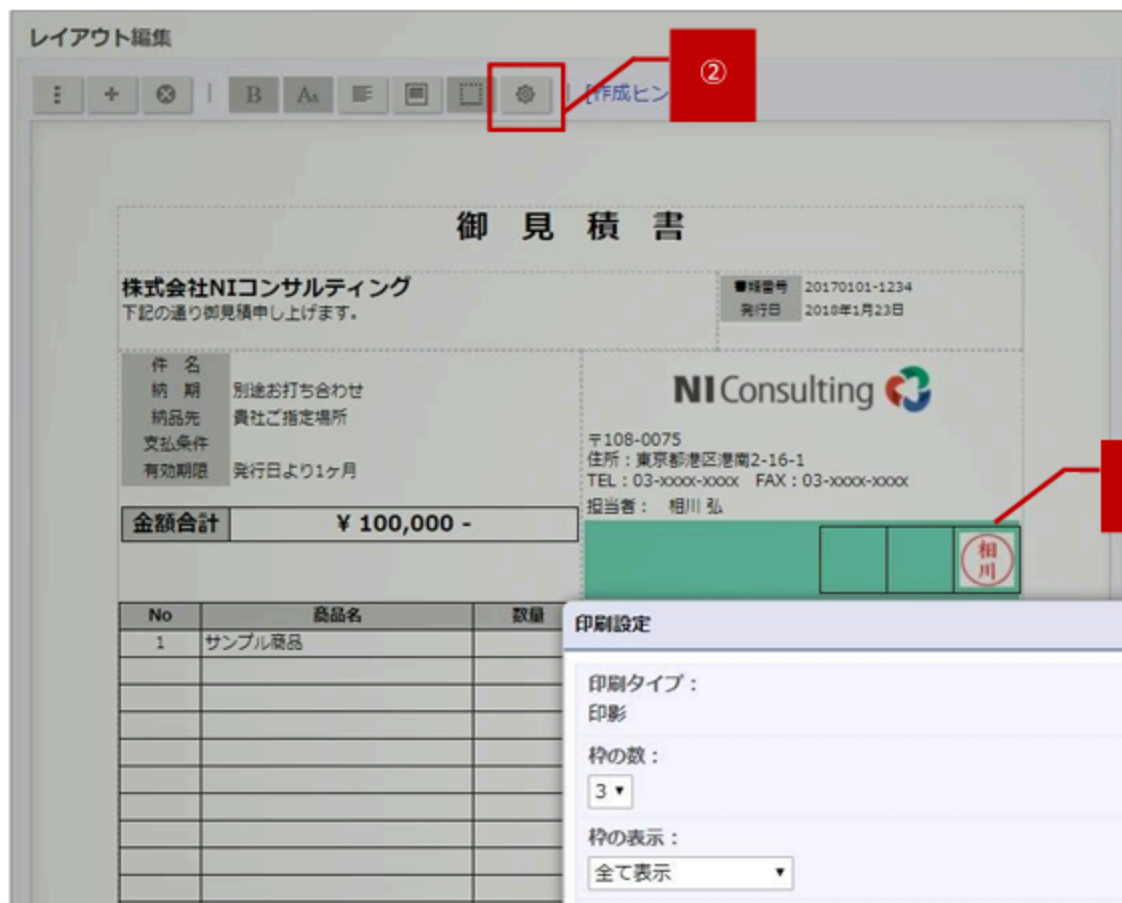 レイアウト編集
B AA
②
[作成ヒン
御 見 積 書
株式会社NIコンサルティング
下記の通り御見積申し上げます。
書類番号 20170101-1234
発行日 2018年1月23日
件 名
納 期 別途お打ち合わせ
納品先 貴社ご指定場所
支払条件
有効期限 発行日より1ヶ月
NI Consulting
〒108-0075
住所：東京都港区港南2-16-1
TEL：03-xxxx-xxxx FAX：03-xxxx-xxxx
担当者： 相川 弘
金額合計 ¥ 100,000 -
相川
No 商品名 数量
1 サンプル商品
印刷設定
印刷タイプ：
印影
枠の数：
3
枠の表示：
全て表示